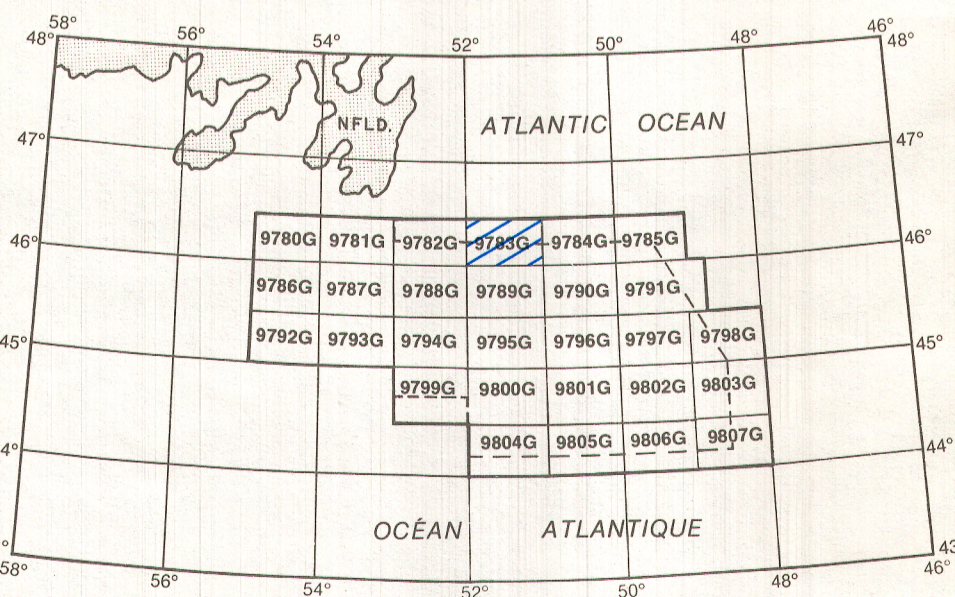 58° 56° 54° 52° 50° 48° 46°
48° 48°
47° NFLD. ATLANTIC OCEAN 47°
46° 9780G 9781G 9782G 9783G 9784G 9785G 46°
9786G 9787G 9788G 9789G 9790G 9791G
45° 9792G 9793G 9794G 9795G 9796G 9797G 9798G 45°
9799G 9800G 9801G 9802G 9803G
4° 9804G 9805G 9806G 9807G 44°
OCÉAN ATLANTIQUE
° 43
58° 56° 54° 52° 50° 48° 46°